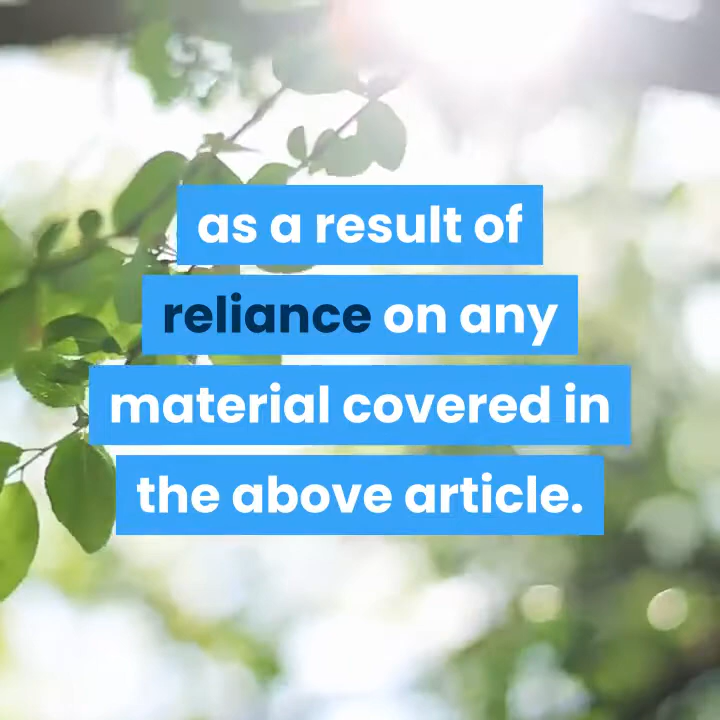 as a result of
reliance on any
material covered in
the above article.